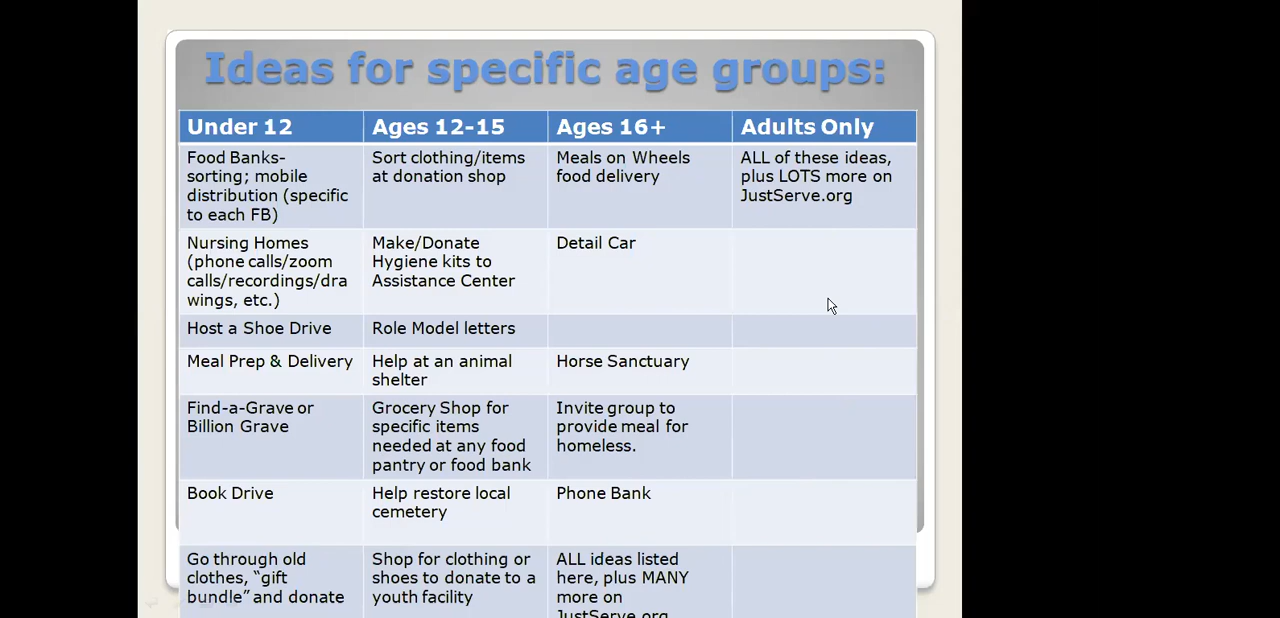 Ideas for specific age groups:
Under 12
Ages 12-15
Ages 16+
Adults Only
Food Banks-
sorting; mobile
distribution (specific
to each FB)
Sort clothing/items
at donation shop
Meals on Wheels
food delivery
ALL of these ideas,
plus LOTS more on
JustServe.org
Nursing Homes
(phone calls/zoom
calls/recordings/dra
wings, etc.)
Make/Donate
Hygiene kits to
Assistance Center
Detail Car
Host a Shoe Drive
Role Model letters
Meal Prep & Delivery
Help at an animal
shelter
Horse Sanctuary
Find-a-Grave or
Billion Grave
Grocery Shop for
specific items
needed at any food
pantry or food bank
Invite group to
provide meal for
homeless.
Book Drive
Help restore local
cemetery
Phone Bank
Go through old
clothes, “gift
bundle” and donate
Shop for clothing or
shoes to donate to a
youth facility
ALL ideas listed
here, plus MANY
more on
JustServe.org